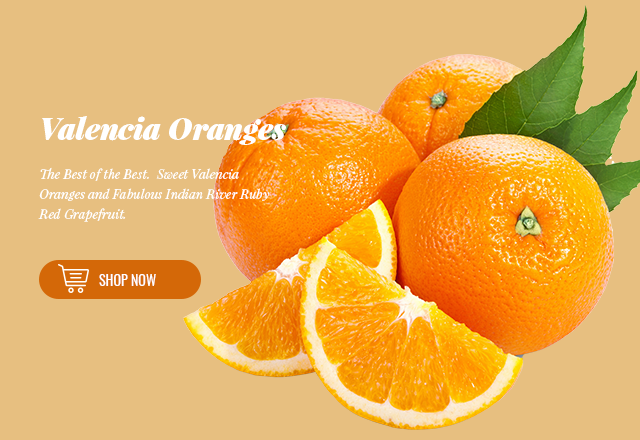 Valencia Oranges
The Best of the Best.  Sweet Valencia
Oranges and Fabulous Indian River Ruby
Red Grapefruit.
SHOP NOW